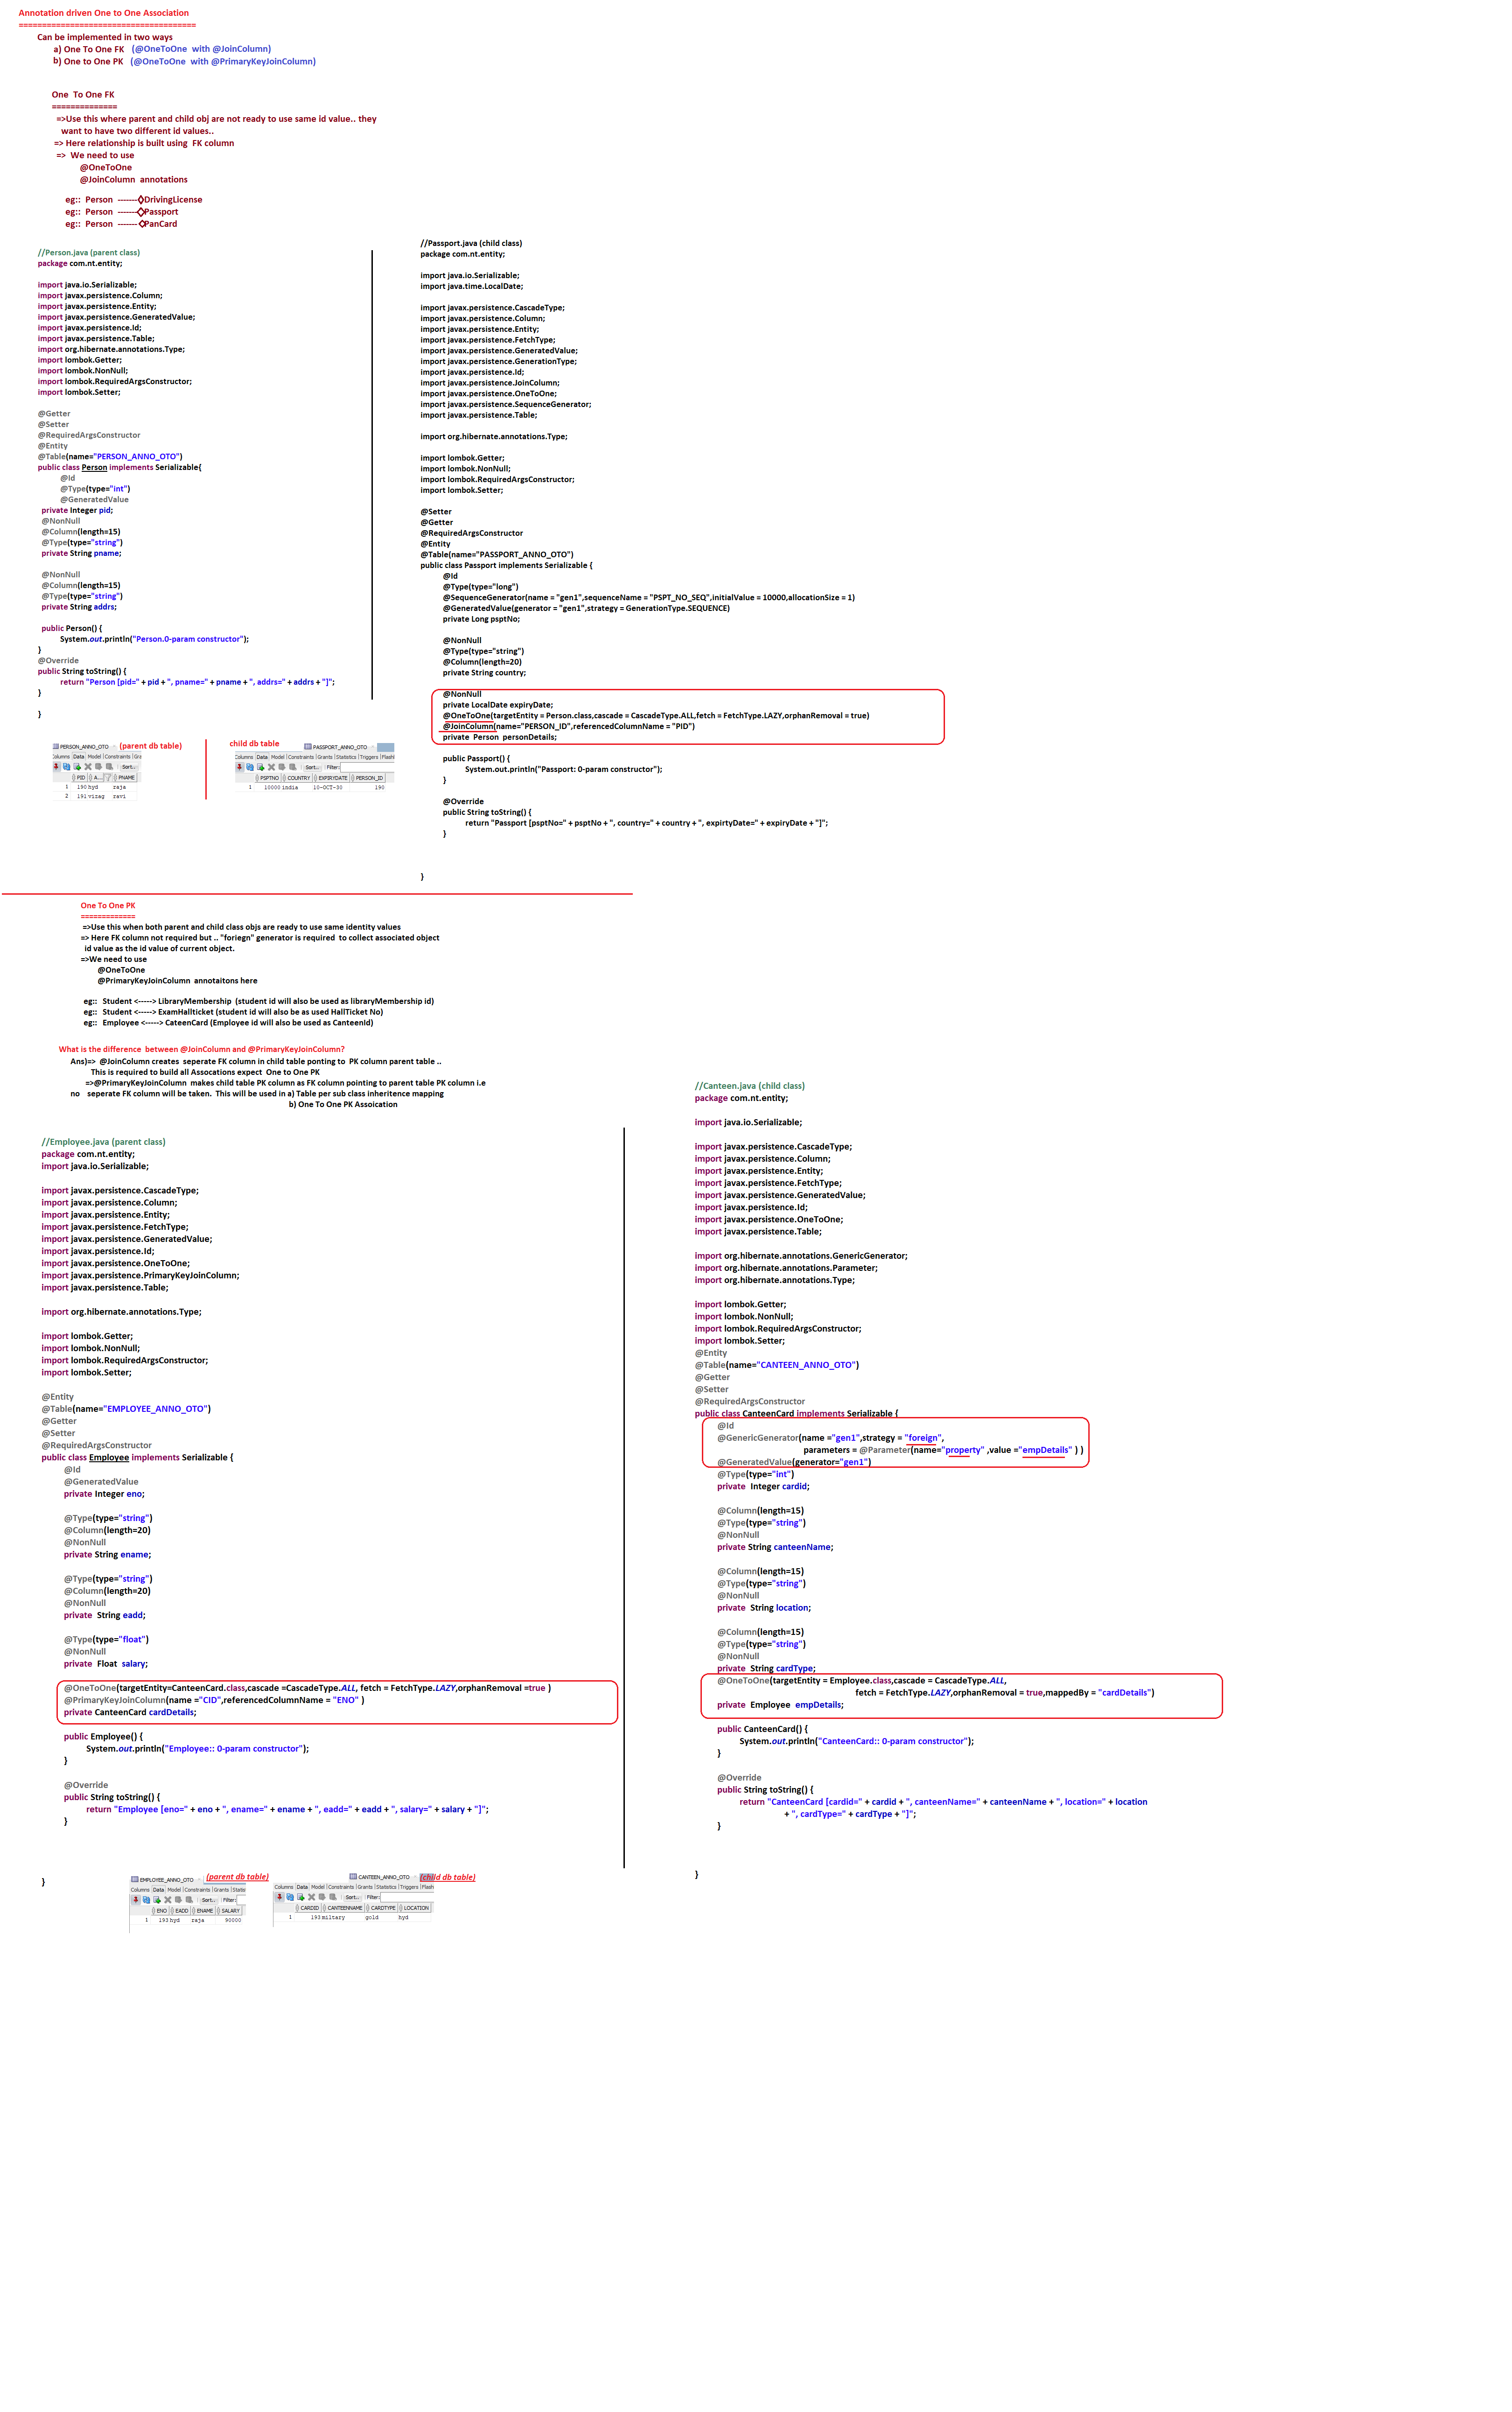 Annotation driven One to One Association
======================================
Can be implemented in two ways
a) One To One FK (@OneToOne with @JoinColumn)
b) One to One PK (@OneToOne with @PrimaryKeyJoinColumn)
One To One FK
==============
=>Use this where parent and child obj are not ready to use same id value.. they
want to have two different id values..
=> Here relationship is built using FK column
=> We need to use
@OneToOne
@JoinColumn annotations
eg:: Person -------DrivingLicense
eg:: Person -------Passport
eg:: Person -------PanCard
//Person.java (parent class)
package com.nt.entity;
import java.io.Serializable;
import javax.persistence.Column;
import javax.persistence.Entity;
import javax.persistence.GeneratedValue;
import javax.persistence.Id;
import javax.persistence.Table;
import org.hibernate.annotations.Type;
import lombok.Getter;
import lombok.NonNull;
import lombok.RequiredArgsConstructor;
import lombok.Setter;
@Getter
@Setter
@RequiredArgsConstructor
@Entity
@Table(name="PERSON_ANNO_OTO")
public class Person implements Serializable{
@Id
@Type(type="int")
@GeneratedValue
private Integer pid;
@NonNull
@Column(length=15)
@Type(type="string")
private String pname;
@NonNull
@Column(length=15)
@Type(type="string")
private String addrs;
public Person() {
System.out.println("Person.0-param constructor");
}
@Override
public String toString() {
return "Person [pid=" + pid + ", pname=" + pname + ", addrs=" + addrs + "]";
}
}
//Passport.java (child class)
package com.nt.entity;
import java.io.Serializable;
import java.time.LocalDate;
import javax.persistence.CascadeType;
import javax.persistence.Column;
import javax.persistence.Entity;
import javax.persistence.FetchType;
import javax.persistence.GeneratedValue;
import javax.persistence.GenerationType;
import javax.persistence.Id;
import javax.persistence.JoinColumn;
import javax.persistence.OneToOne;
import javax.persistence.SequenceGenerator;
import javax.persistence.Table;
import org.hibernate.annotations.Type;
import lombok.Getter;
import lombok.NonNull;
import lombok.RequiredArgsConstructor;
import lombok.Setter;
@Setter
@Getter
@RequiredArgsConstructor
@Entity
@Table(name="PASSPORT_ANNO_OTO")
public class Passport implements Serializable {
@Id
@Type(type="long")
@SequenceGenerator(name = "gen1",sequenceName = "PSPT_NO_SEQ",initialValue = 10000,allocationSize = 1)
@GeneratedValue(generator = "gen1",strategy = GenerationType.SEQUENCE)
private Long psptNo;
@NonNull
@Type(type="string")
@Column(length=20)
private String country;
@NonNull
private LocalDate expiryDate;
@OneToOne(targetEntity = Person.class,cascade = CascadeType.ALL,fetch = FetchType.LAZY,orphanRemoval = true)
@JoinColumn(name="PERSON_ID",referencedColumnName = "PID")
private Person personDetails;
public Passport() {
System.out.println("Passport: 0-param constructor");
}
@Override
public String toString() {
return "Passport [psptNo=" + psptNo + ", country=" + country + ", expirtyDate=" + expiryDate + "]";
}
}
PERSON_ANNO_OTO (parent db table)
Columns Data Model Constraints Gra
Sort..
PID A... PNAME
1 190 hyd raja
2 191 vizag ravi
child db table PASSPORT_ANNO_OTO
Columns Data Model Constraints Grants Statistics Triggers Flash
Sort.. Filter:
PSPTNO COUNTRY EXPIRYDATE PERSON_ID
1 10000 india 10-OCT-30 190
One To One PK
=============
=>Use this when both parent and child class objs are ready to use same identity values
=> Here FK column not required but .. "foriegn" generator is required to collect associated object
id value as the id value of current object.
=>We need to use
@OneToOne
@PrimaryKeyJoinColumn annotaitons here
eg:: Student <-----> LibraryMembership (student id will also be used as libraryMembership id)
eg:: Student <-----> ExamHallticket (student id will also be as used HallTicket No)
eg:: Employee <-----> CateenCard (Employee id will also be used as CanteenId)
What is the difference between @JoinColumn and @PrimaryKeyJoinColumn?
Ans)=> @JoinColumn creates seperate FK column in child table ponting to PK column parent table ..
This is required to build all Assocations expect One to One PK
=>@PrimaryKeyJoinColumn makes child table PK column as FK column pointing to parent table PK column i.e
no seperate FK column will be taken. This will be used in a) Table per sub class inheritence mapping
b) One To One PK Assoication
//Employee.java (parent class)
package com.nt.entity;
import java.io.Serializable;
import javax.persistence.CascadeType;
import javax.persistence.Column;
import javax.persistence.Entity;
import javax.persistence.FetchType;
import javax.persistence.GeneratedValue;
import javax.persistence.Id;
import javax.persistence.OneToOne;
import javax.persistence.PrimaryKeyJoinColumn;
import javax.persistence.Table;
import org.hibernate.annotations.Type;
import lombok.Getter;
import lombok.NonNull;
import lombok.RequiredArgsConstructor;
import lombok.Setter;
@Entity
@Table(name="EMPLOYEE_ANNO_OTO")
@Getter
@Setter
@RequiredArgsConstructor
public class Employee implements Serializable {
@Id
@GeneratedValue
private Integer eno;
@Type(type="string")
@Column(length=20)
@NonNull
private String ename;
@Type(type="string")
@Column(length=20)
@NonNull
private String eadd;
@Type(type="float")
@NonNull
private Float salary;
@OneToOne(targetEntity=CanteenCard.class,cascade =CascadeType.ALL, fetch = FetchType.LAZY,orphanRemoval =true )
@PrimaryKeyJoinColumn(name ="CID",referencedColumnName = "ENO" )
private CanteenCard cardDetails;
public Employee() {
System.out.println("Employee:: 0-param constructor");
}
@Override
public String toString() {
return "Employee [eno=" + eno + ", ename=" + ename + ", eadd=" + eadd + ", salary=" + salary + "]";
}
}
//Canteen.java (child class)
package com.nt.entity;
import java.io.Serializable;
import javax.persistence.CascadeType;
import javax.persistence.Column;
import javax.persistence.Entity;
import javax.persistence.FetchType;
import javax.persistence.GeneratedValue;
import javax.persistence.Id;
import javax.persistence.OneToOne;
import javax.persistence.Table;
import org.hibernate.annotations.GenericGenerator;
import org.hibernate.annotations.Parameter;
import org.hibernate.annotations.Type;
import lombok.Getter;
import lombok.NonNull;
import lombok.RequiredArgsConstructor;
import lombok.Setter;
@Entity
@Table(name="CANTEEN_ANNO_OTO")
@Getter
@Setter
@RequiredArgsConstructor
public class CanteenCard implements Serializable {
@Id
@GenericGenerator(name ="gen1",strategy = "foreign",
parameters = @Parameter(name="property" ,value ="empDetails" ) )
@GeneratedValue(generator="gen1")
@Type(type="int")
private Integer cardid;
@Column(length=15)
@Type(type="string")
@NonNull
private String canteenName;
@Column(length=15)
@Type(type="string")
@NonNull
private String location;
@Column(length=15)
@Type(type="string")
@NonNull
private String cardType;
@OneToOne(targetEntity = Employee.class,cascade = CascadeType.ALL,
fetch = FetchType.LAZY,orphanRemoval = true,mappedBy = "cardDetails")
private Employee empDetails;
public CanteenCard() {
System.out.println("CanteenCard:: 0-param constructor");
}
@Override
public String toString() {
return "CanteenCard [cardid=" + cardid + ", canteenName=" + canteenName + ", location=" + location
+ ", cardType=" + cardType + "]";
}
}
EMPLOYEE_ANNO_OTO (parent db table)
Columns Data Model Constraints Grants Statis
Sort.. Filter:
ENO EADD ENAME SALARY
1 193 hyd raja 90000
CANTEEN_ANNO_OTO (child db table)
Columns Data Model Constraints Grants Statistics Triggers Flash
Sort.. Filter:
CARDID CANTEENNAME CARDTYPE LOCATION
1 193 miltary gold hyd